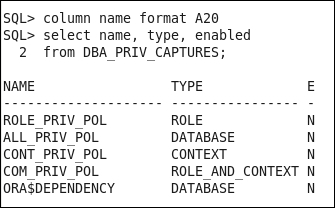 SQL> column name format A20
SQL> select name, type, enabled
  2  from DBA_PRIV_CAPTURES;
NAME                 TYPE             E
-------------------- ---------------- -
ROLE_PRIV_POL        ROLE             N
ALL_PRIV_POL         DATABASE         N
CONT_PRIV_POL        CONTEXT          N
COM_PRIV_POL         ROLE_AND_CONTEXT N
ORA$DEPENDENCY       DATABASE         N